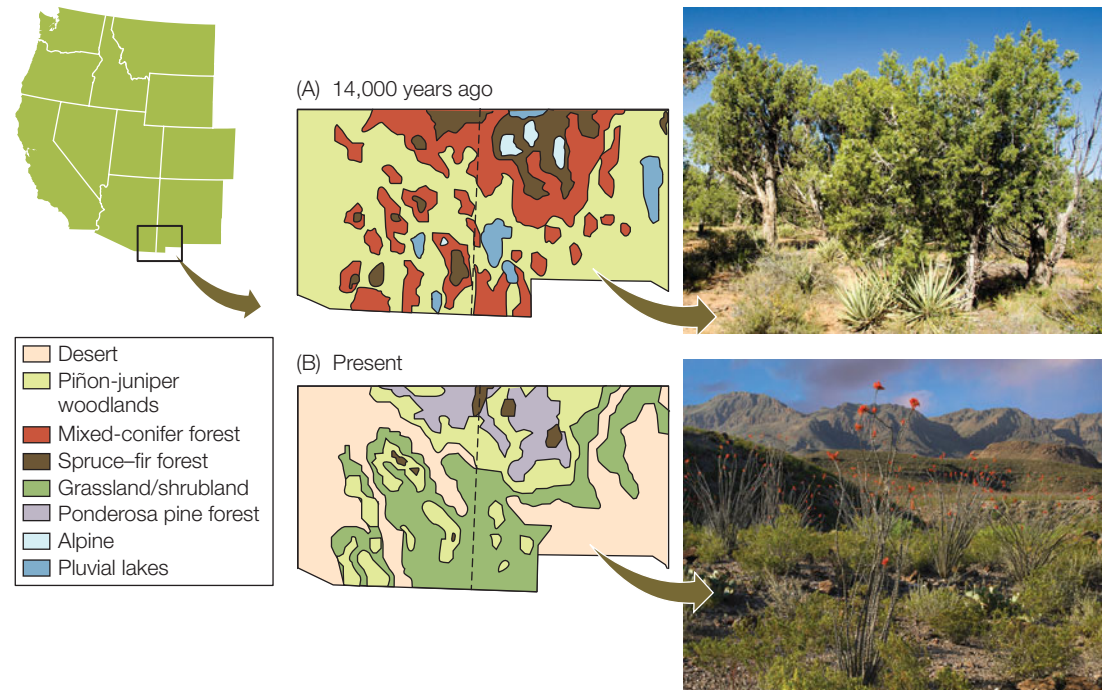 (A) 14,000 years ago
Desert
Piñon-juniper
woodlands
Mixed-conifer forest
Spruce–fir forest
Grassland/shrubland
Ponderosa pine forest
Alpine
Pluvial lakes
(B) Present